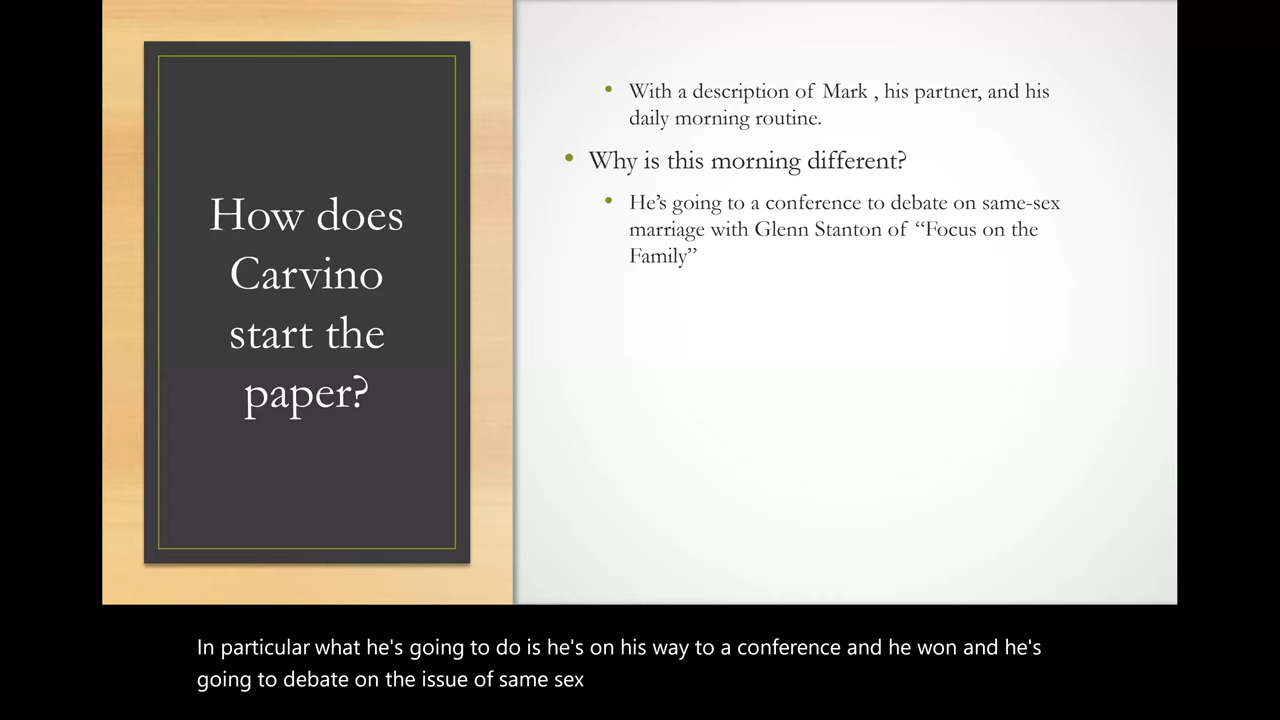 How does
Carvino
start the
paper?
• With a description of Mark , his partner, and his
daily morning routine.
• Why is this morning different?
• He’s going to a conference to debate on same-sex
marriage with Glenn Stanton of “Focus on the
Family”
In particular what he's going to do is he's on his way to a conference and he won and he's
going to debate on the issue of same sex